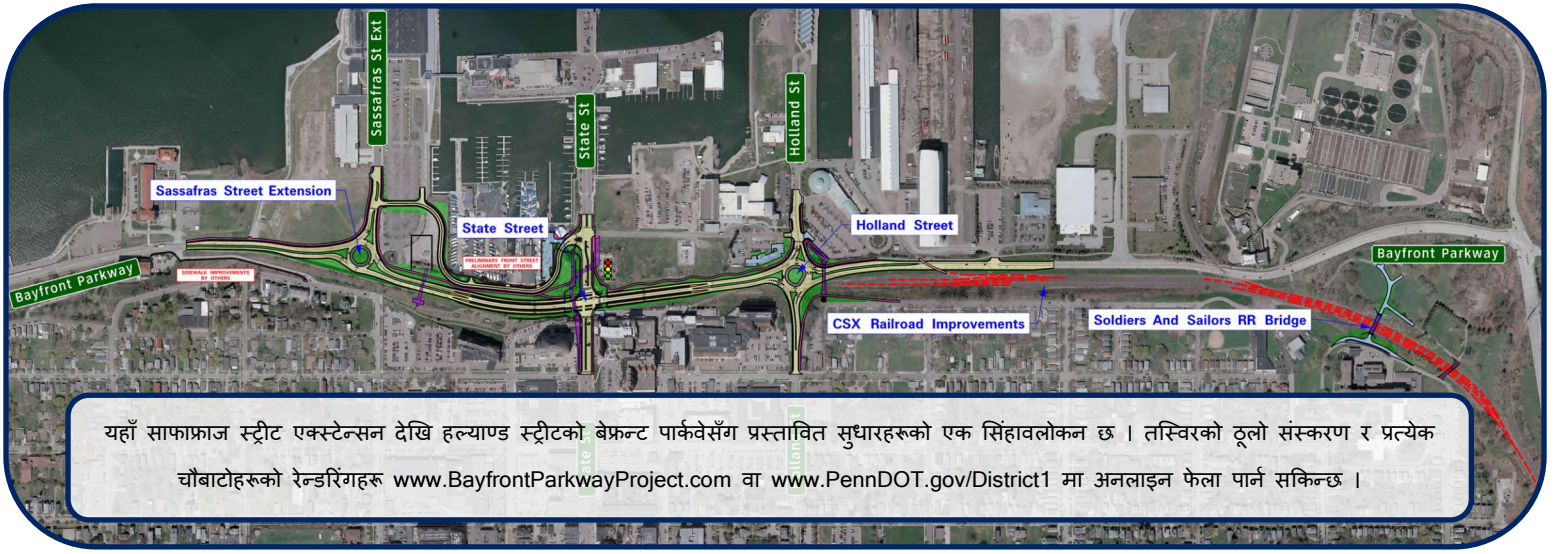 Sassafras St Ext
State St
Holland St
Sassafras Street Extension
State Street
Holland Street
PRELIMINARY FRONT STREET
ALIGNMENT BY OTHERS
SIDEWALK IMPROVEMENTS
BY OTHERS
Bayfront Parkway
Bayfront Parkway
CSX Railroad Improvements
Soldiers And Sailors RR Bridge
यहाँ साफाफ्राज स्ट्रीट एक्स्टेन्सन देखि हल्याण्ड स्ट्रीटको बेफ्रन्ट पार्कवेसँग प्रस्तावित सुधारहरूको एक सिंहावलोकन छ । तस्विरको ठूलो संस्करण र प्रत्येक
चौबाटोहरूको रेन्डरिंगहरू www.BayfrontParkwayProject.com वा www.PennDOT.gov/District1 मा अनलाइन फेला पार्न सकिन्छ ।